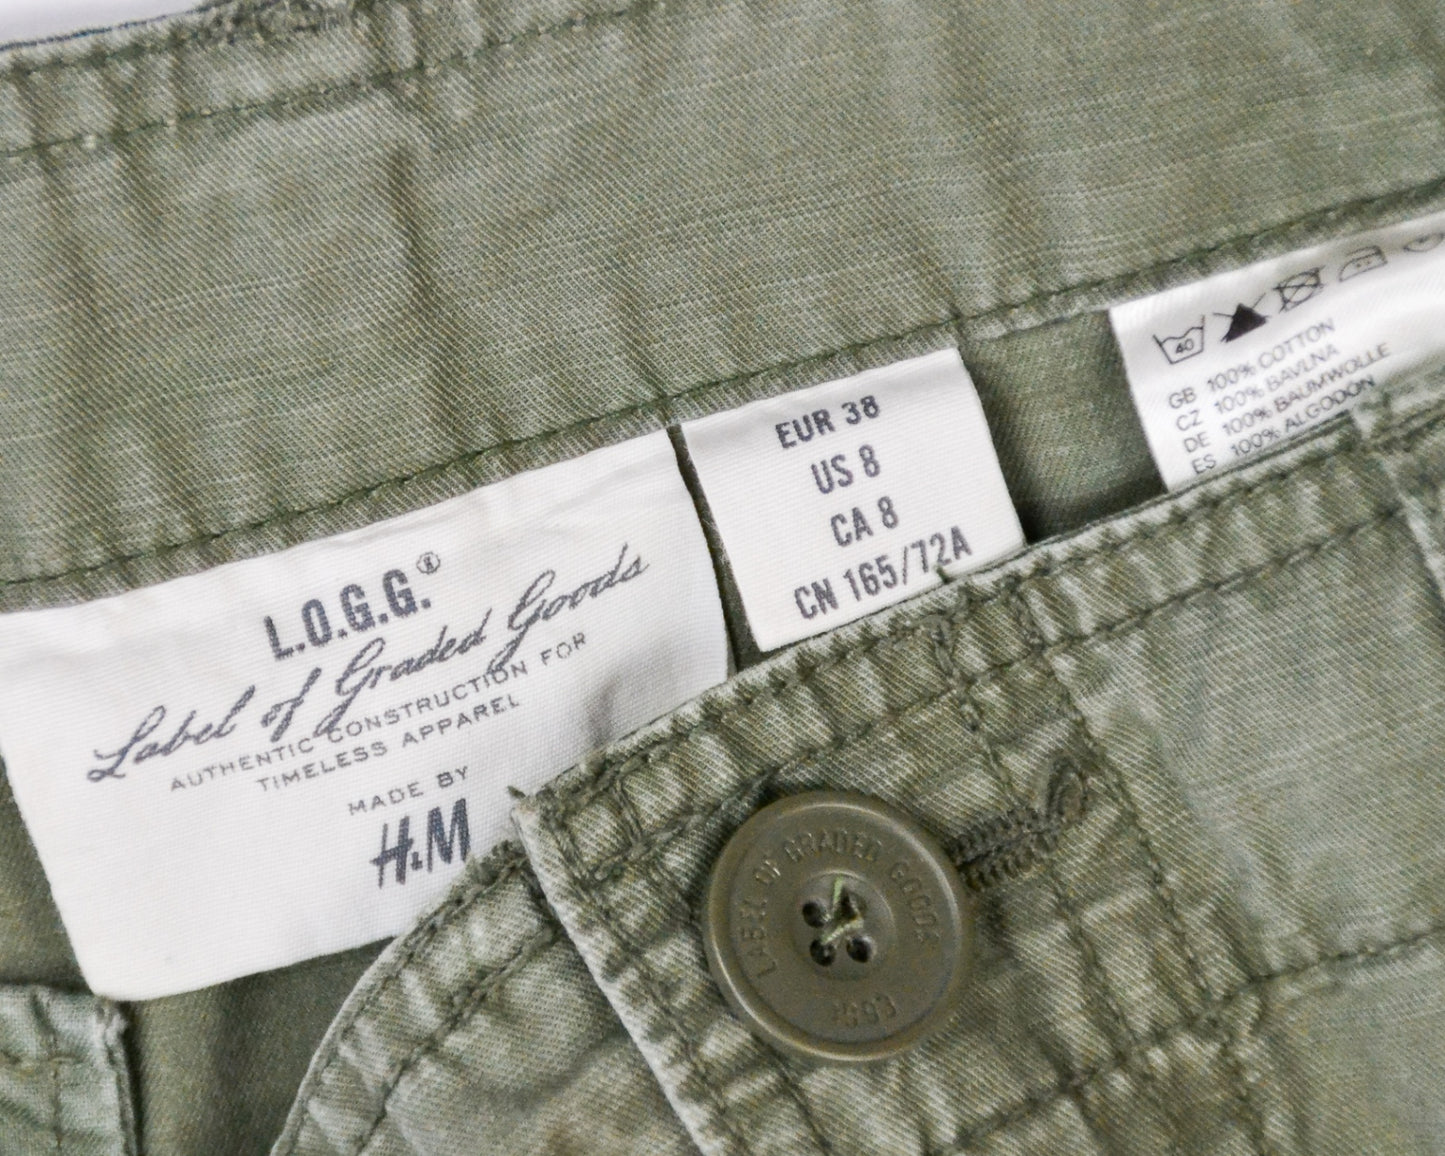 L.O.G.G.®
Label of Graded Goods
AUTHENTIC CONSTRUCTION FOR
TIMELESS APPAREL
MADE BY
H&M
EUR 38
US 8
CA 8
CN 165/72A
40
GB 100% COTTON
CZ 100% BAVLNA
DE 100% BAUMWOLLE
ES 100% ALGODÓN
LABEL OF GRADED GOODS